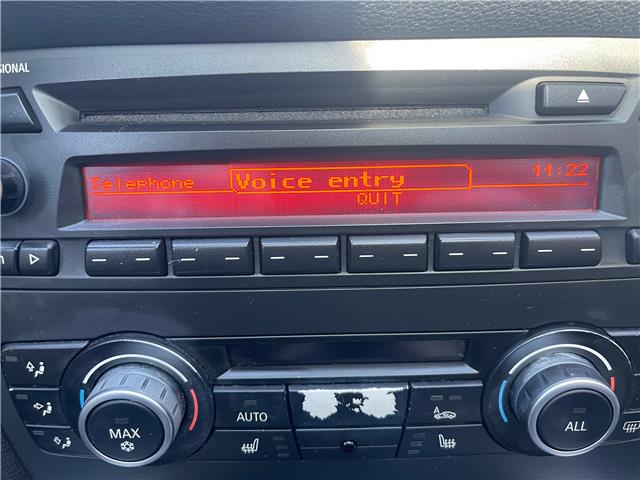 SIONAL
Telephone Voice entry 11:22
QUIT
AUTO
MAX
ALL